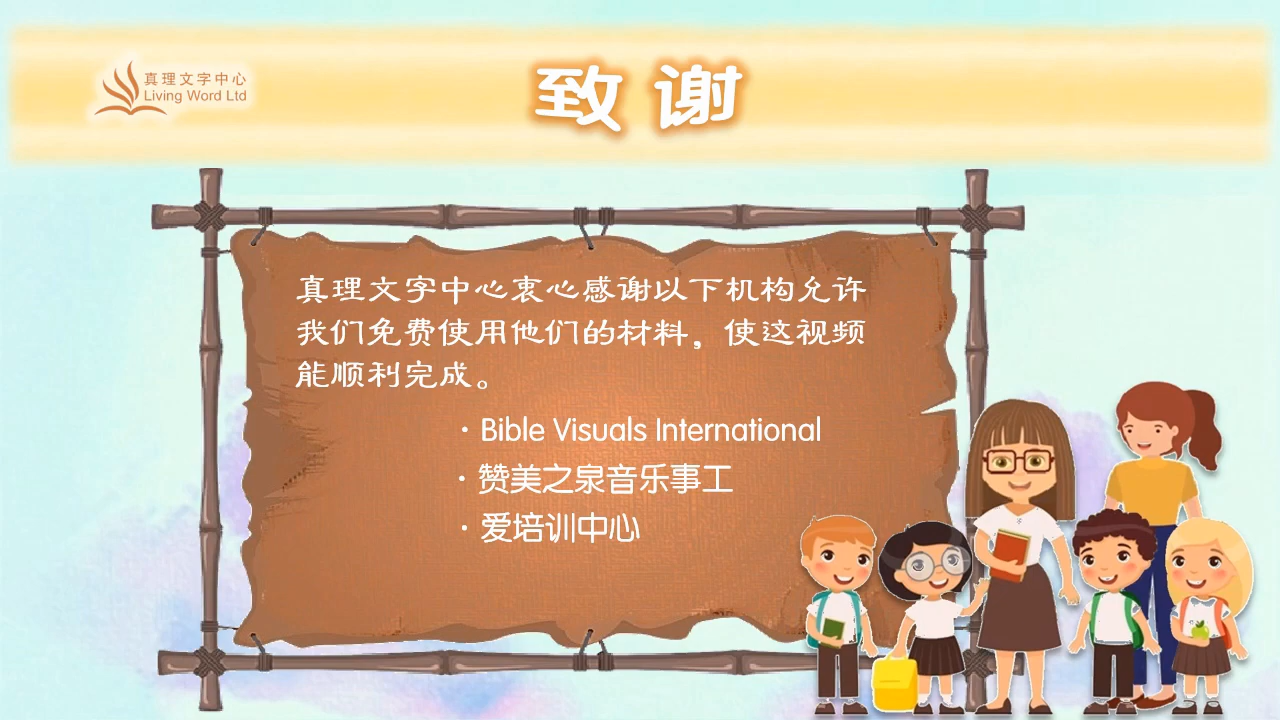 真理文字中心
Living Word Ltd
致谢
真理文字中心衷心感谢以下机构允许
我们免费使用他们的材料，使这视频
能顺利完成。
· Bible Visuals International
· 赞美之泉音乐事工
· 爱培训中心